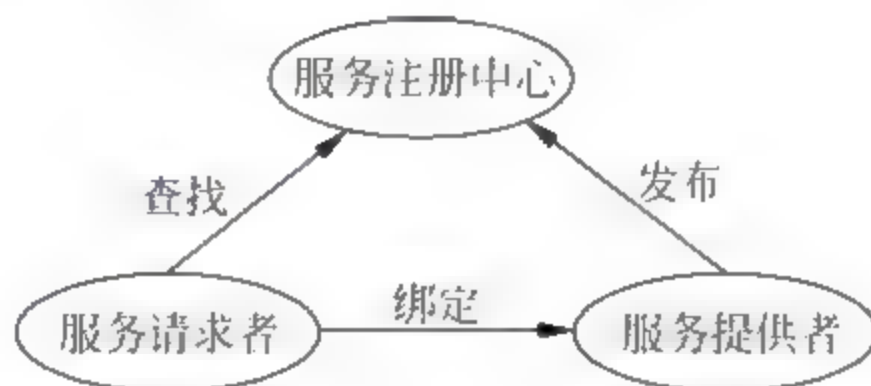 服务注册中心
查找
发布
服务请求者
绑定
服务提供者